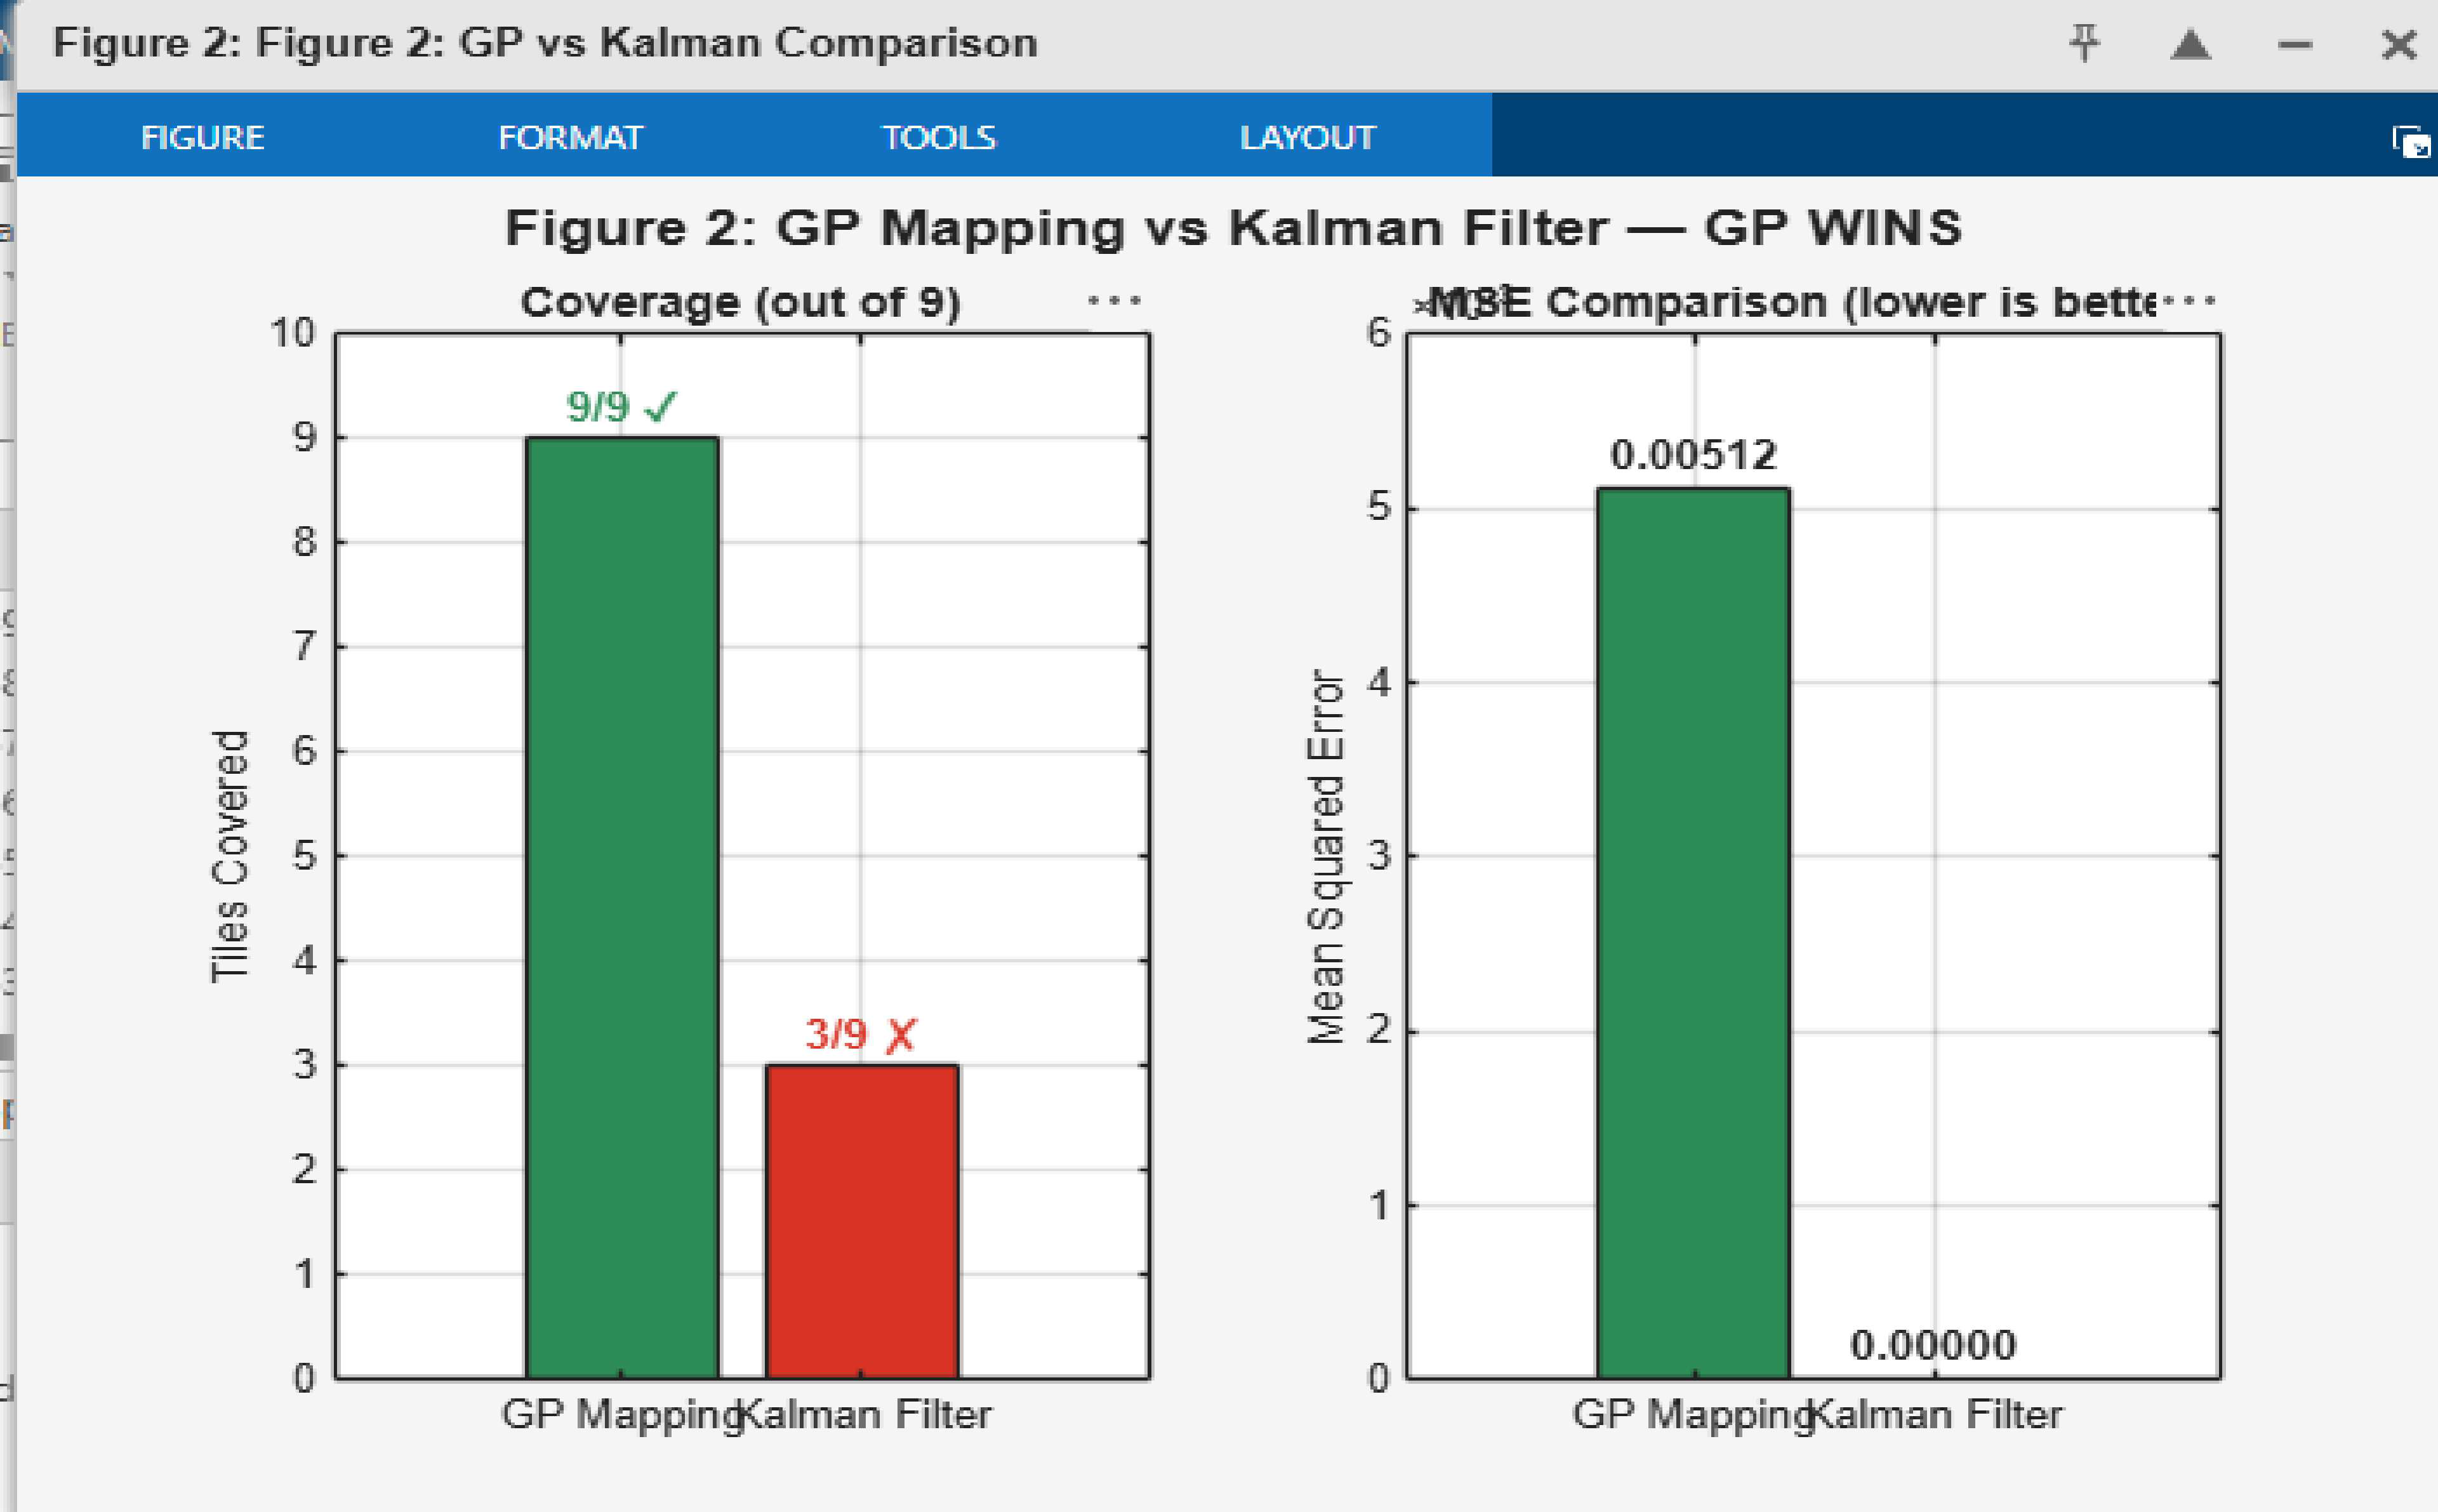 Figure 2: Figure 2: GP vs Kalman Comparison
FIGURE FORMAT TOOLS LAYOUT
Figure 2: GP Mapping vs Kalman Filter — GP WINS
Coverage (out of 9) ...
10
9
8
7
6
5
4
3
2
1
0
Tiles Covered
9/9 ✓
3/9 ✗
GP Mapping Kalman Filter
MSE Comparison (lower is bette...
6
5
4
3
2
1
0
Mean Squared Error
0.00512
0.00000
GP Mapping Kalman Filter